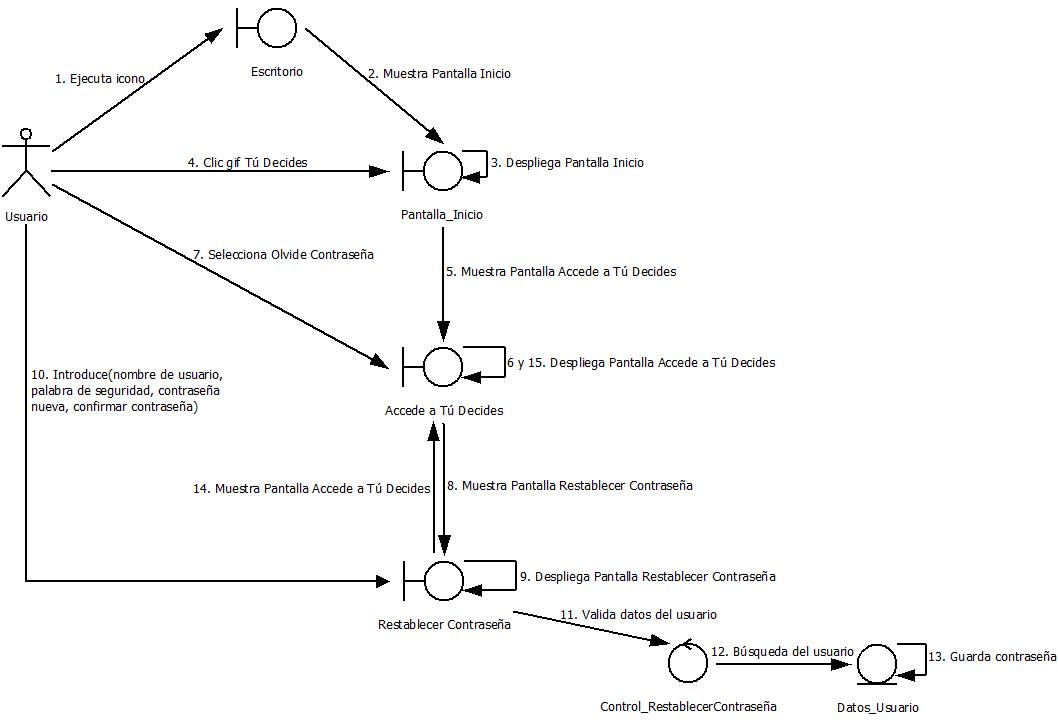 Escritorio
1. Ejecuta icono
2. Muestra Pantalla Inicio
4. Clic gif Tú Decides
3. Despliega Pantalla Inicio
Usuario
Pantalla_Inicio
7. Selecciona Olvide Contraseña
5. Muestra Pantalla Accede a Tú Decides
6 y 15. Despliega Pantalla Accede a Tú Decides
10. Introduce(nombre de usuario,
palabra de seguridad, contraseña
nueva, confirmar contraseña)
Accede a Tú Decides
14. Muestra Pantalla Accede a Tú Decides
8. Muestra Pantalla Restablecer Contraseña
9. Despliega Pantalla Restablecer Contraseña
Restablecer Contraseña
11. Valida datos del usuario
12. Búsqueda del usuario
13. Guarda contraseña
Control_RestablecerContraseña
Datos_Usuario